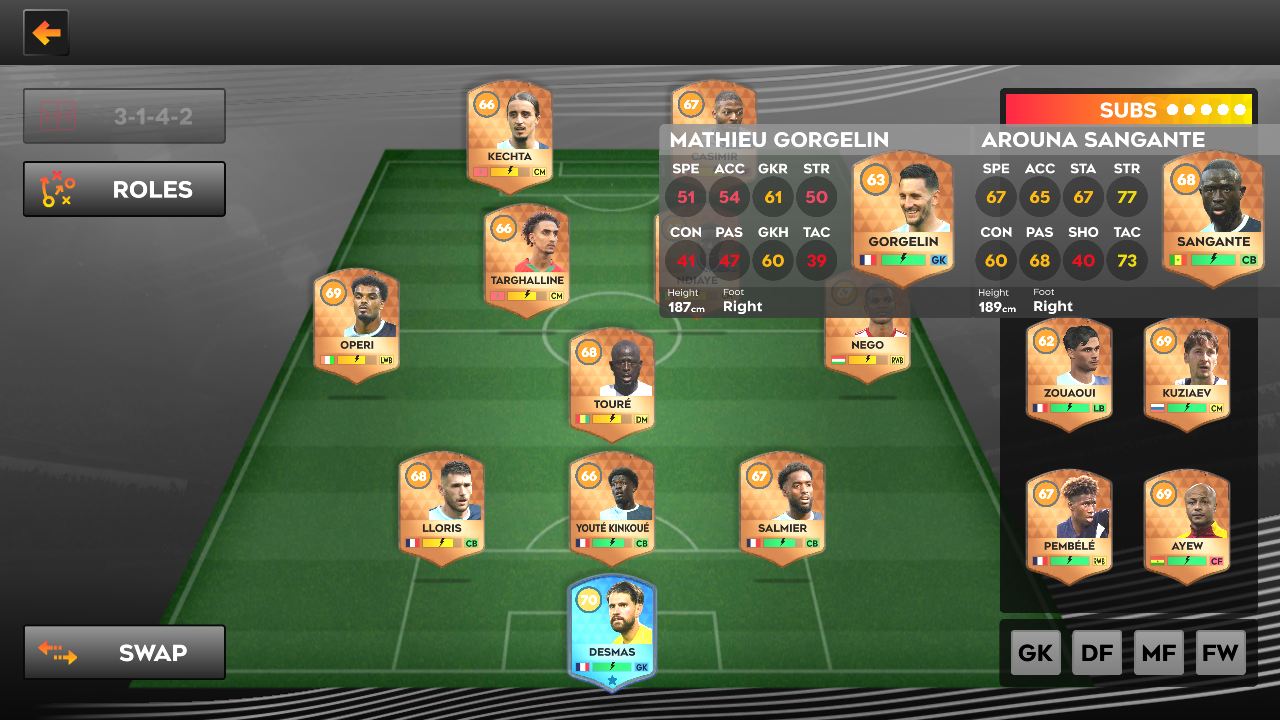 3-1-4-2
ROLES
SWAP
66
KECHTA
CM
67
CASIMIR
66
TARGHALLINE
CM
NDIAYE
69
OPERI
LWB
67
NEGO
RWB
68
TOURÉ
DM
68
LLORIS
CB
66
YOUTÉ KINKOUÉ
CB
67
SALMIER
CB
70
DESMAS
GK
SUBS
MATHIEU GORGELIN
SPE ACC GKR STR
51 54 61 50
CON PAS GKH TAC
41 47 60 39
Height Foot
187cm Right
63
GORGELIN
GK
AROUNA SANGANTE
SPE ACC STA STR
67 65 67 77
CON PAS SHO TAC
60 68 40 73
Height Foot
189cm Right
68
SANGANTE
CB
62
ZOUAOUI
LB
69
KUZIAEV
CM
67
PEMBÉLÉ
RWB
69
AYEW
CF
GK DF MF FW